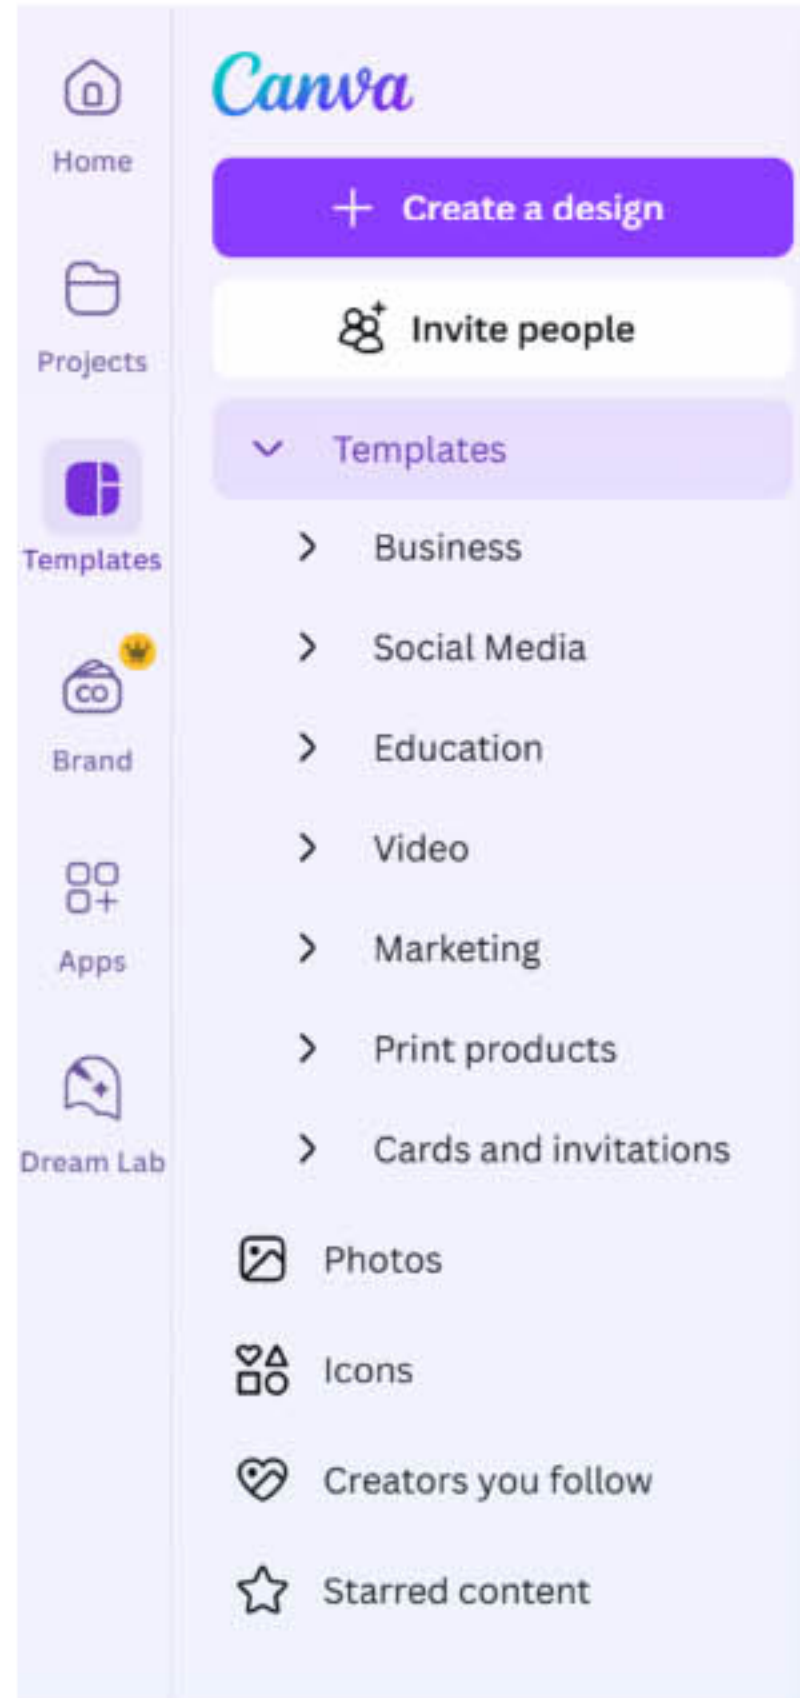 Home
Projects
Templates
CO
Brand
Apps
Dream Lab
Canva
Create a design
Invite people
Templates
Business
Social Media
Education
Video
Marketing
Print products
Cards and invitations
Photos
Icons
Creators you follow
Starred content